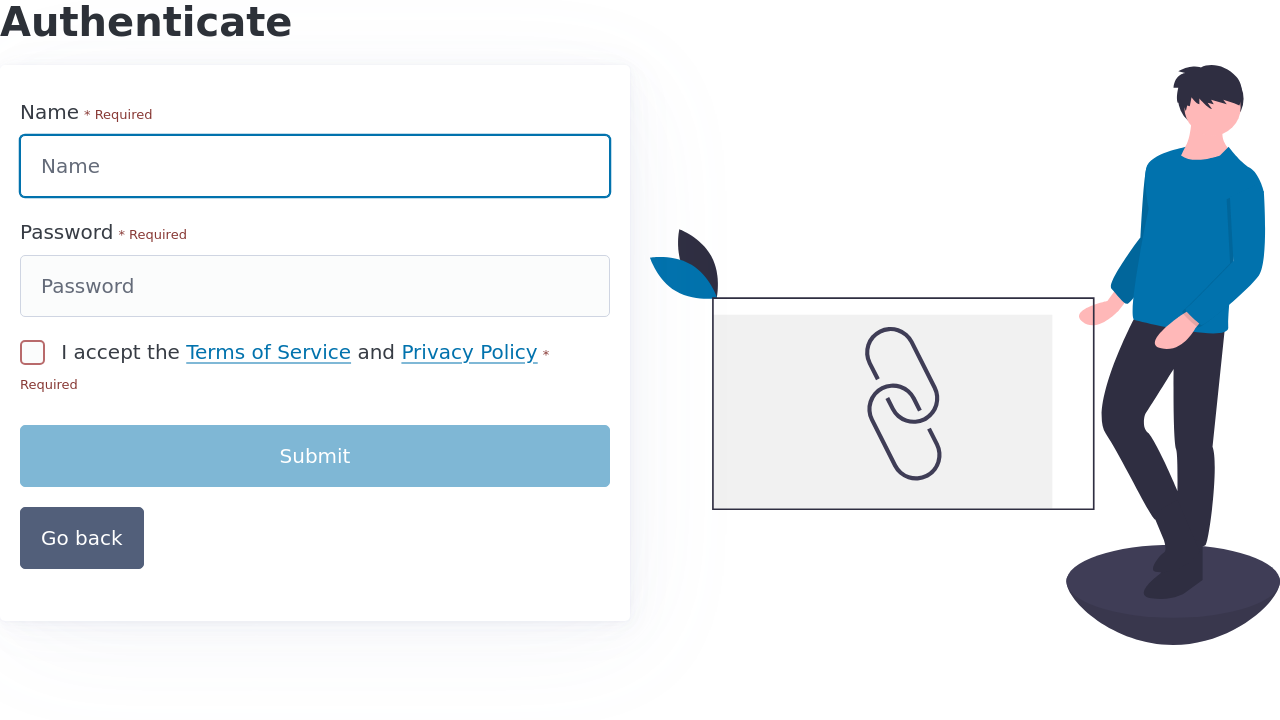 Authenticate
Name * Required
Name
Password * Required
Password
I accept the Terms of Service and Privacy Policy *
Required
Submit
Go back